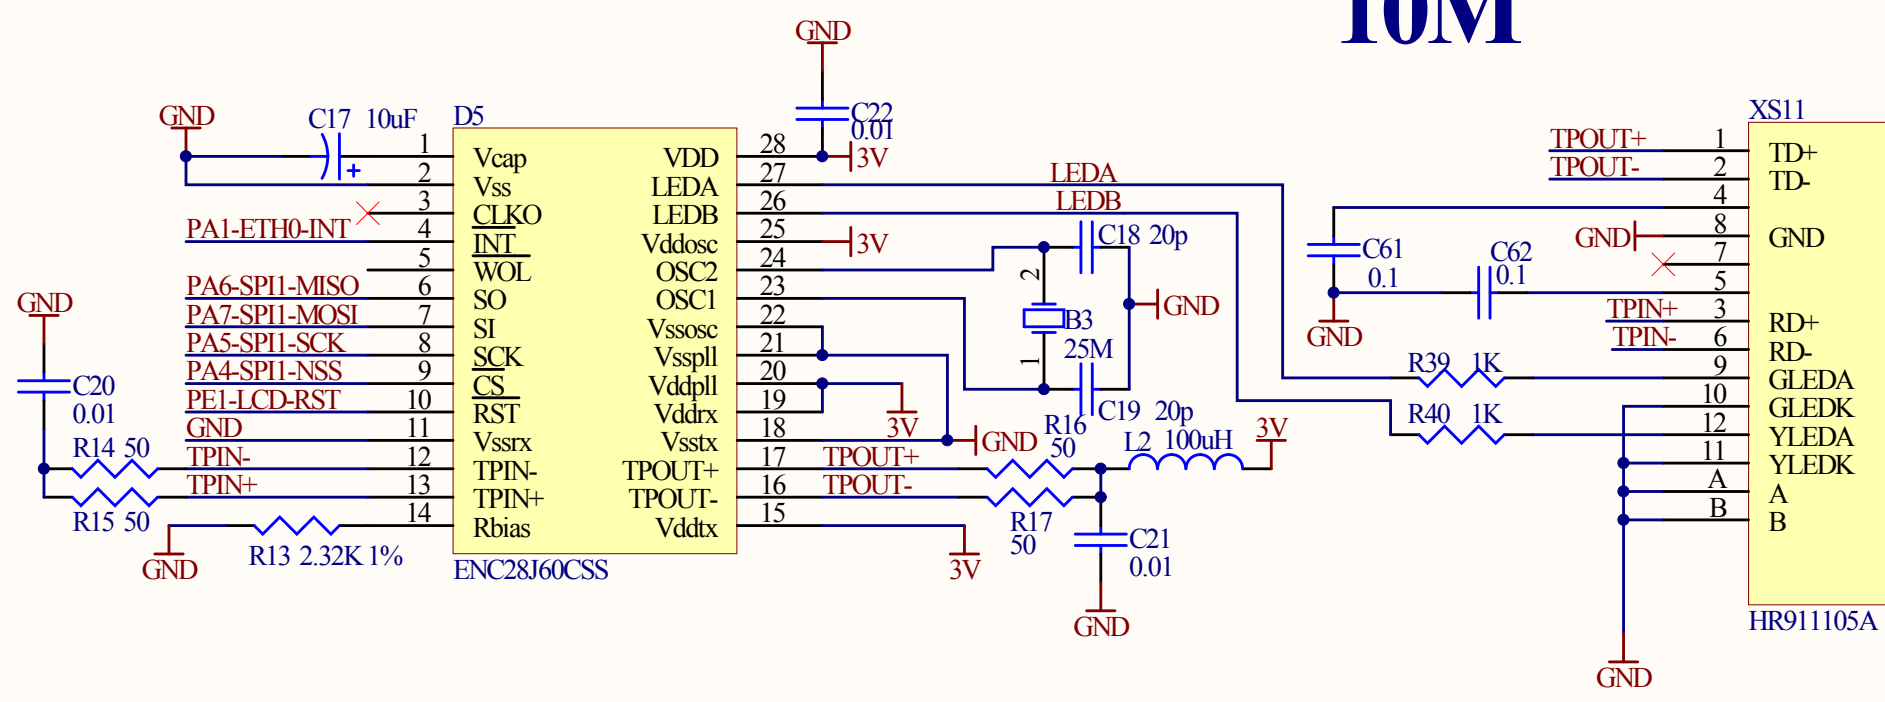 10M
GND
GND
C17 10uF
D5
C22
0.01
3V
XS11
1 Vcap
2 Vss
3 CLKO
PA1-ETH0-INT 4 INT
5 WOL
PA6-SPI1-MISO 6 SO
PA7-SPI1-MOSI 7 SI
PA5-SPI1-SCK 8 SCK
PA4-SPI1-NSS 9 CS
PE1-LCD-RST 10 RST
GND 11 Vssrx
TPIN- 12 TPIN-
TPIN+ 13 TPIN+
14 Rbias
GND
C20
0.01
R14 50
R15 50
GND
R13 2.32K 1%
ENC28J60CSS
VDD 28
LEDA 27 LEDA
LEDB 26 LEDB
Vddosc 25 3V
OSC2 24
OSC1 23
Vssosc 22
Vsspll 21
Vddpll 20
Vddrx 19
3V
Vsstx 18 GND
TPOUT+ 17 TPOUT+
TPOUT- 16 TPOUT-
Vddtx 15
3V
C18 20p
2
B3
25M
1
GND
C19 20p
R16
50
L2 100uH
3V
R17
50
C21
0.01
GND
TPOUT+ 1 TD+
TPOUT- 2 TD-
4
GND 8 GND
7
5
TPIN+ 3 RD+
TPIN- 6 RD-
C61
0.1
C62
0.1
GND
R39 1K 9 GLEDA
10 GLEDK
R40 1K 12 YLEDA
11 YLEDK
A A
B B
HR911105A
GND